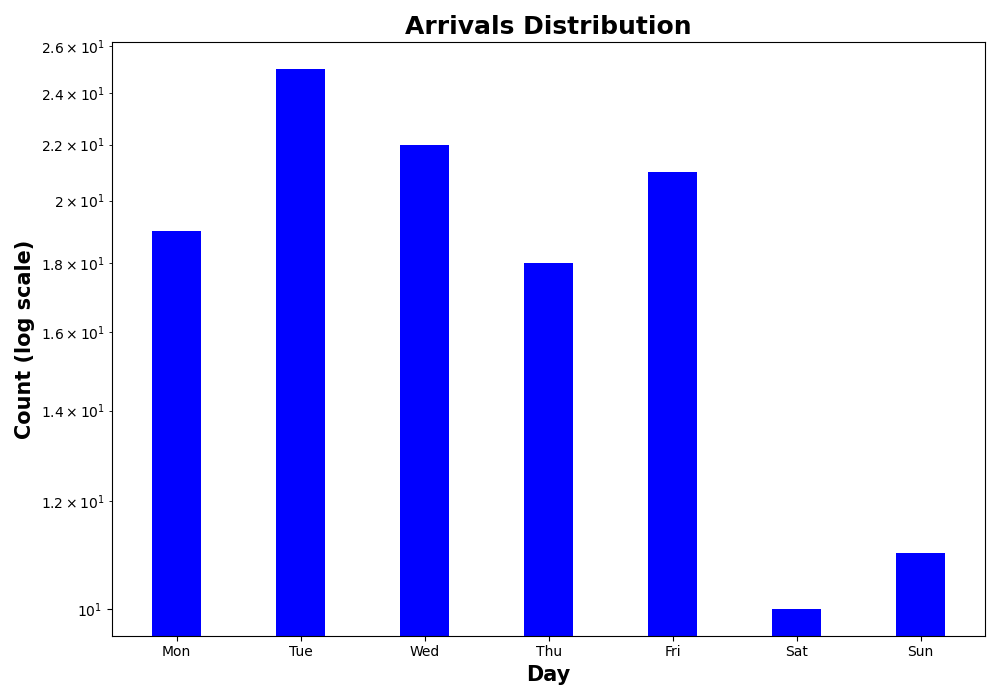 Arrivals Distribution
2.6 × 10¹
2.4 × 10¹
2.2 × 10¹
2 × 10¹
1.8 × 10¹
1.6 × 10¹
1.4 × 10¹
1.2 × 10¹
10¹
Count (log scale)
Mon Tue Wed Thu Fri Sat Sun
Day